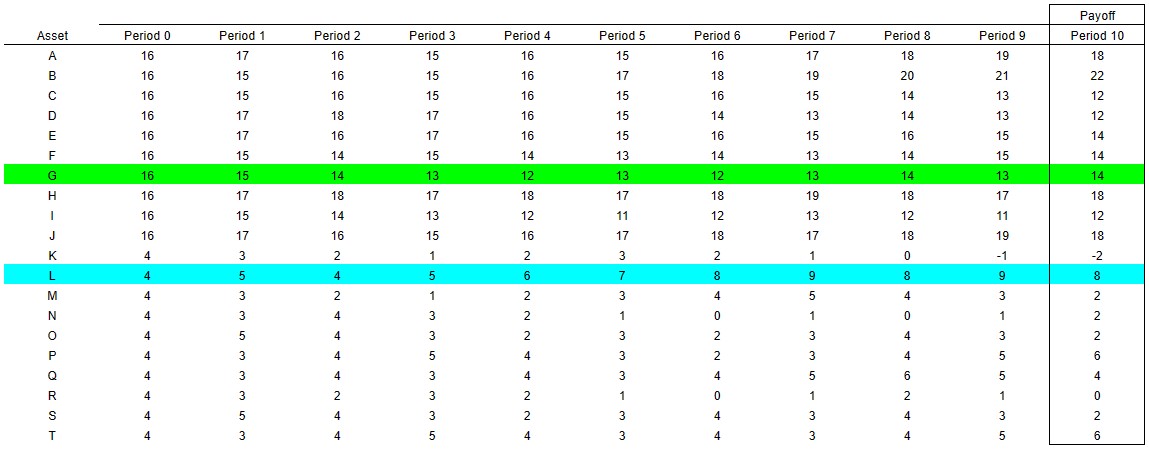 Payoff
Asset Period 0 Period 1 Period 2 Period 3 Period 4 Period 5 Period 6 Period 7 Period 8 Period 9 Period 10
A 16 17 16 15 16 15 16 17 18 19 18
B 16 15 16 15 16 17 18 19 20 21 22
C 16 15 16 15 16 15 16 15 14 13 12
D 16 17 18 17 16 15 14 13 14 13 12
E 16 17 16 17 16 15 16 15 16 15 14
F 16 15 14 15 14 13 14 13 14 15 14
G 16 15 14 13 12 13 12 13 14 13 14
H 16 17 18 17 18 17 18 19 18 17 18
I 16 15 14 13 12 11 12 13 12 11 12
J 16 17 16 15 16 17 18 17 18 19 18
K 4 3 2 1 2 3 2 1 0 -1 -2
L 4 5 4 5 6 7 8 9 8 9 8
M 4 3 2 1 2 3 4 5 4 3 2
N 4 3 4 3 2 1 0 1 0 1 2
O 4 5 4 3 2 3 2 3 4 3 2
P 4 3 4 5 4 3 2 3 4 5 6
Q 4 3 4 3 4 3 4 5 6 5 4
R 4 3 2 3 2 1 0 1 2 1 0
S 4 5 4 3 2 3 4 3 4 3 2
T 4 3 4 5 4 3 4 3 4 5 6